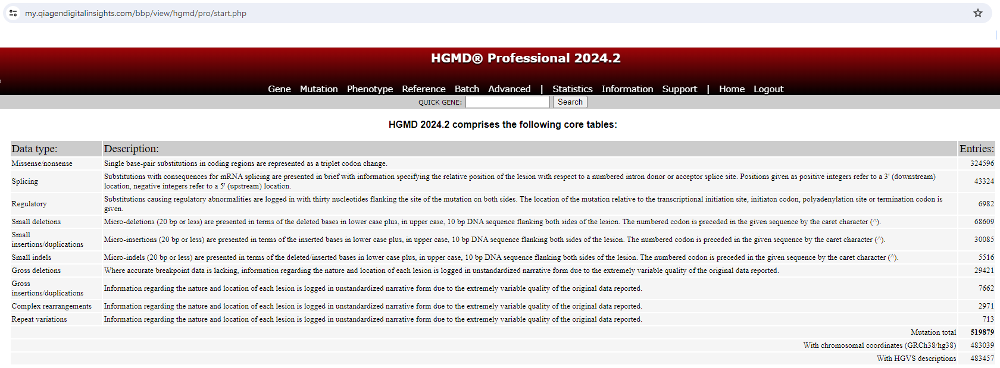 my.qiagendigitalinsights.com/bbp/view/hgmd/pro/start.php
HGMD® Professional 2024.2
Gene Mutation Phenotype Reference Batch Advanced | Statistics Information Support | Home Logout
QUICK GENE: Search
HGMD 2024.2 comprises the following core tables:
Data type: Description: Entries:
Missense/nonsense Single base-pair substitutions in coding regions are represented as a triplet codon change. 324596
Splicing Substitutions with consequences for mRNA splicing are presented in brief with information specifying the relative position of the lesion with respect to a numbered intron donor or acceptor splice site. Positions given as positive integers refer to a 3' (downstream)
location, negative integers refer to a 5' (upstream) location. 43324
Regulatory Substitutions causing regulatory abnormalities are logged in with thirty nucleotides flanking the site of the mutation on both sides. The location of the mutation relative to the transcriptional initiation site, initiaton codon, polyadenylation site or termination codon is
given. 6982
Small deletions Micro-deletions (20 bp or less) are presented in terms of the deleted bases in lower case plus, in upper case, 10 bp DNA sequence flanking both sides of the lesion. The numbered codon is preceded in the given sequence by the caret character (^). 68609
Small
insertions/duplications Micro-insertions (20 bp or less) are presented in terms of the inserted bases in lower case plus, in upper case, 10 bp DNA sequence flanking both sides of the lesion. The numbered codon is preceded in the given sequence by the caret character (^). 30085
Small indels Micro-indels (20 bp or less) are presented in terms of the deleted/inserted bases in lower case plus, in upper case, 10 bp DNA sequence flanking both sides of the lesion. The numbered codon is preceded in the given sequence by the caret character (^). 5516
Gross deletions Where accurate breakpoint data is lacking, information regarding the nature and location of each lesion is logged in unstandardized narrative form due to the extremely variable quality of the original data reported. 29421
Gross
insertions/duplications Information regarding the nature and location of each lesion is logged in unstandardized narrative form due to the extremely variable quality of the original data reported. 7662
Complex rearrangements Information regarding the nature and location of each lesion is logged in unstandardized narrative form due to the extremely variable quality of the original data reported. 2971
Repeat variations Information regarding the nature and location of each lesion is logged in unstandardized narrative form due to the extremely variable quality of the original data reported. 713
Mutation total 519879
With chromosomal coordinates (GRCh38/hg38) 483039
With HGVS descriptions 483457